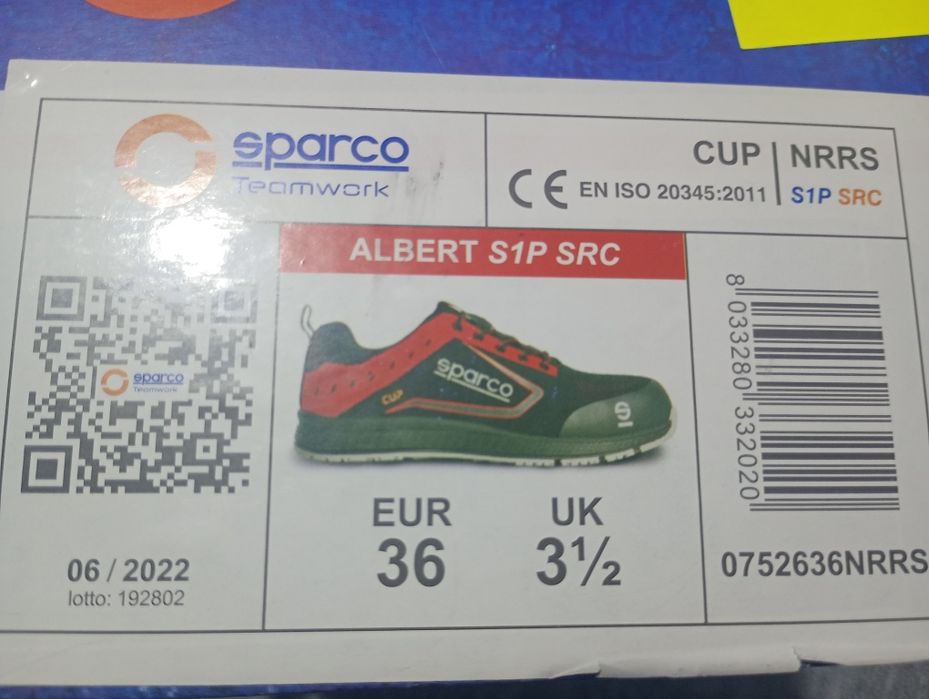 sparco
Teamwork
CUP | NRRS
CE EN ISO 20345:2011 | S1P SRC
ALBERT S1P SRC
sparco
Teamwork
sparco
CUP
EUR
36
UK
3½
06 / 2022
lotto: 192802
8 033280 332020
0752636NRRS